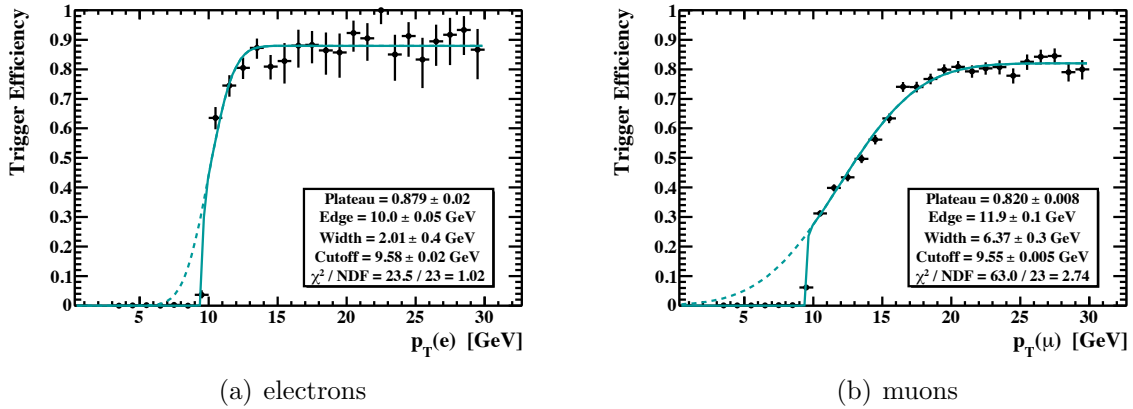 Trigger Efficiency
1
0.9
0.8
0.7
0.6
0.5
0.4
0.3
0.2
0.1
0
Plateau = 0.879 ± 0.02
Edge = 10.0 ± 0.05 GeV
Width = 2.01 ± 0.4 GeV
Cutoff = 9.58 ± 0.02 GeV
χ² / NDF = 23.5 / 23 = 1.02
5 10 15 20 25 30
p_T(e) [GeV]
(a) electrons
Trigger Efficiency
1
0.9
0.8
0.7
0.6
0.5
0.4
0.3
0.2
0.1
0
Plateau = 0.820 ± 0.008
Edge = 11.9 ± 0.1 GeV
Width = 6.37 ± 0.3 GeV
Cutoff = 9.55 ± 0.005 GeV
χ² / NDF = 63.0 / 23 = 2.74
5 10 15 20 25 30
p_T(μ) [GeV]
(b) muons